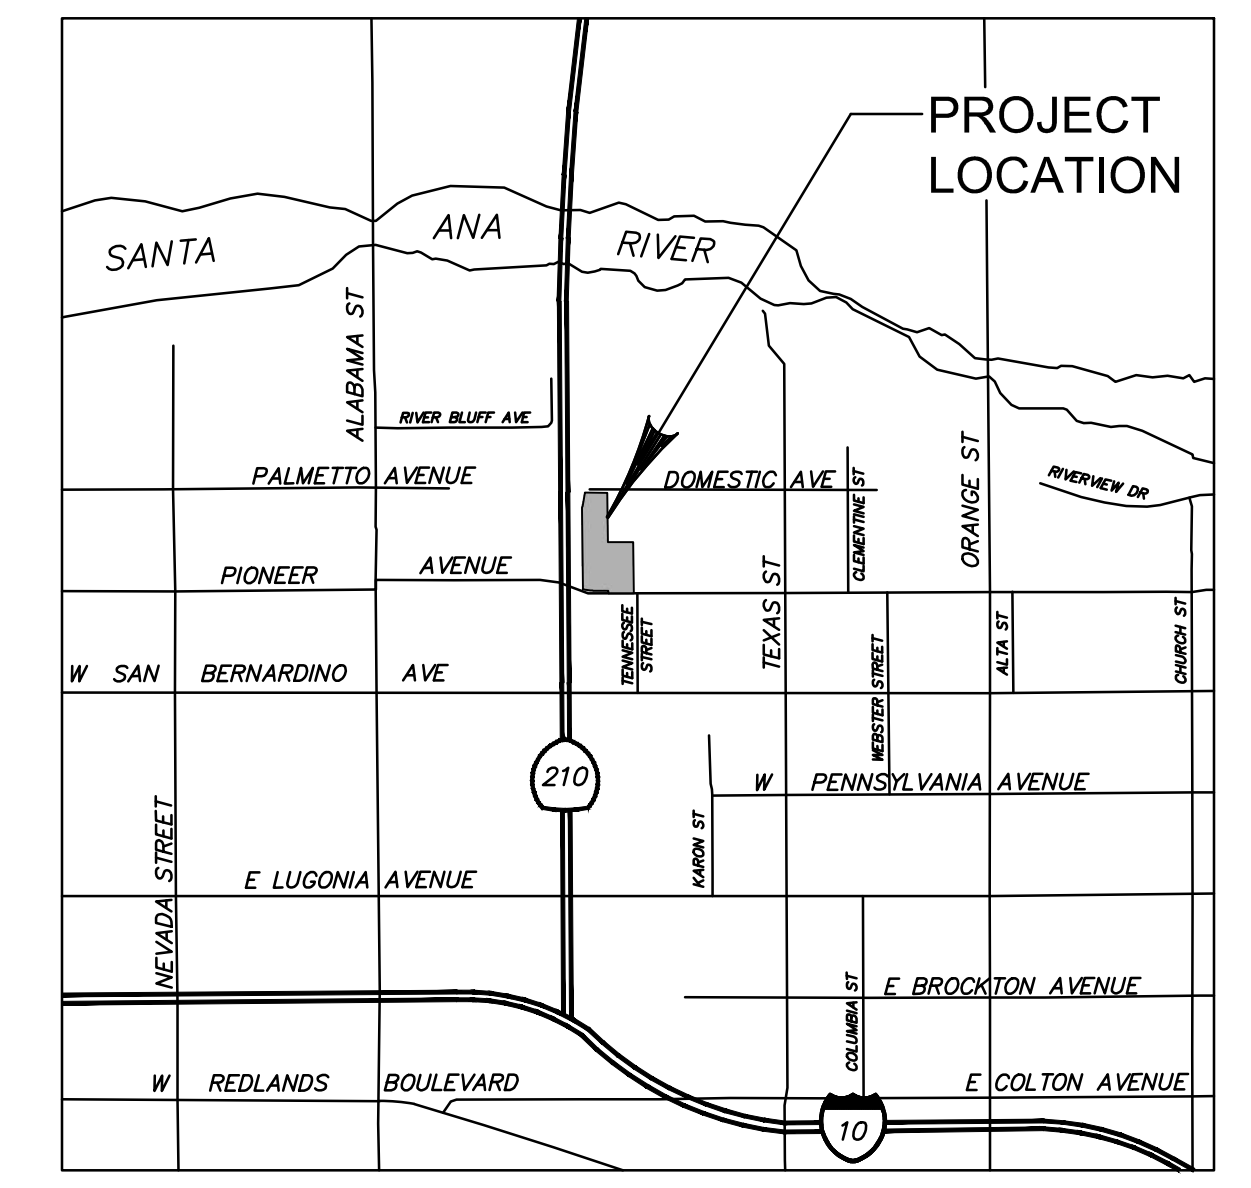 PROJECT
LOCATION
SANTA ANA RIVER
ALABAMA ST
RIVER BLUFF AVE
PALMETTO AVENUE
DOMESTIC AVE
CLEMENTINE ST
ORANGE ST
RIVERVIEW DR
PIONEER AVENUE
TENNESSEE
STREET
TEXAS ST
WEBSTER STREET
ALTA ST
CHURCH ST
W SAN BERNARDINO AVE
210
W PENNSYLVANIA AVENUE
KARON ST
NEVADA STREET
E LUGONIA AVENUE
COLUMBIA ST
E BROCKTON AVENUE
W REDLANDS BOULEVARD
E COLTON AVENUE
10